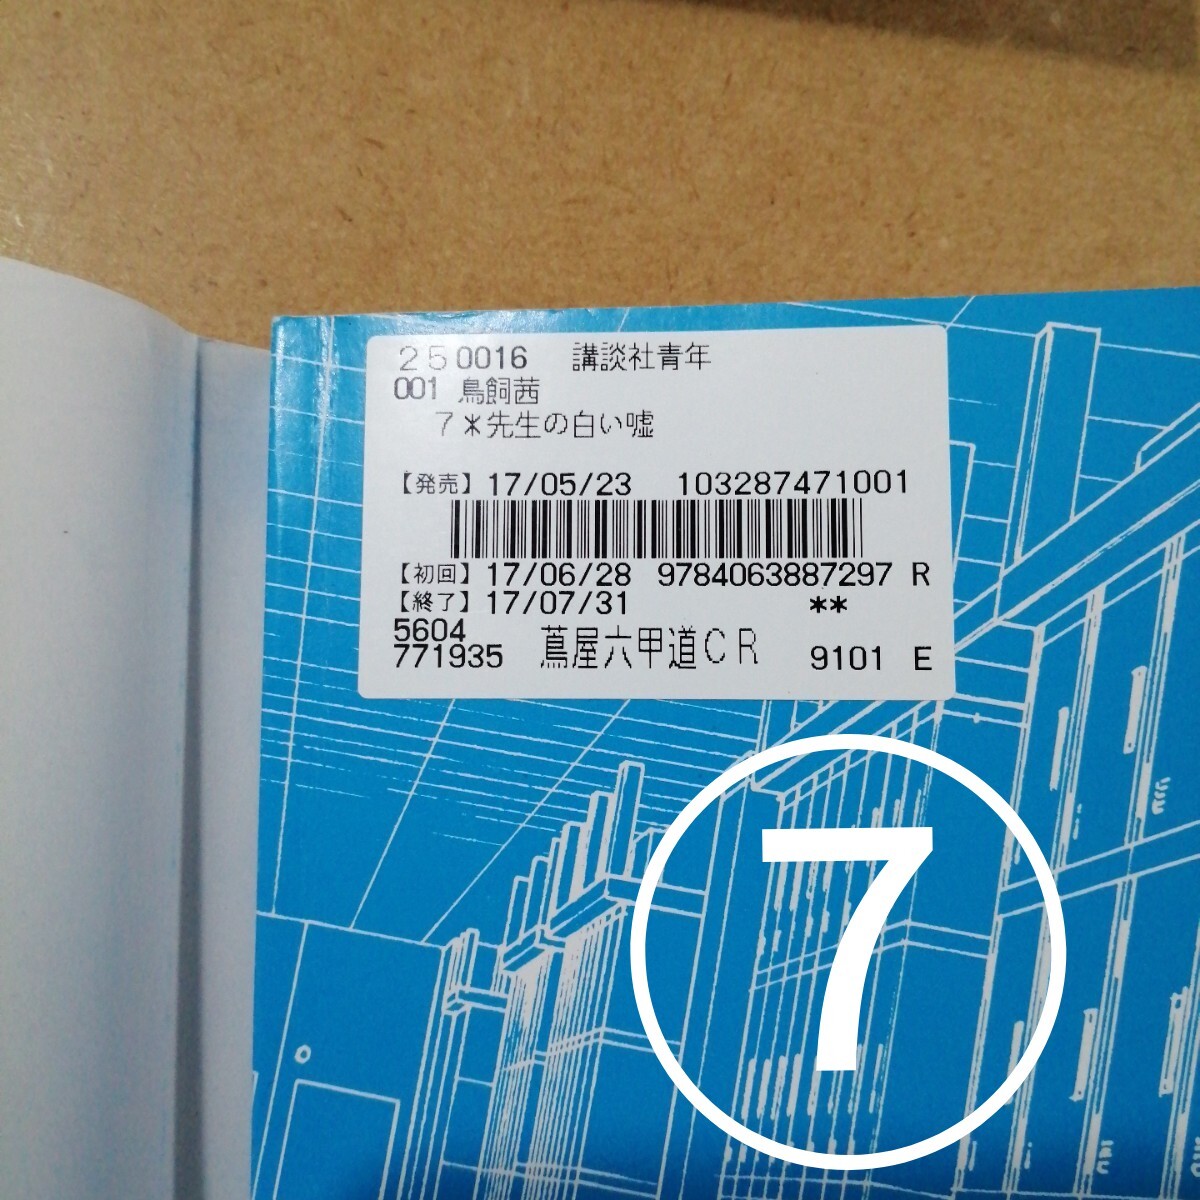 ２５0016 講談社青年
001 鳥飼茜
７＊先生の白い嘘
【発売】17/05/23 103287471001
【初回】17/06/28 9784063887297 R
【終了】17/07/31 **
5604
771935 蔦屋六甲道ＣＲ 9101 E
7